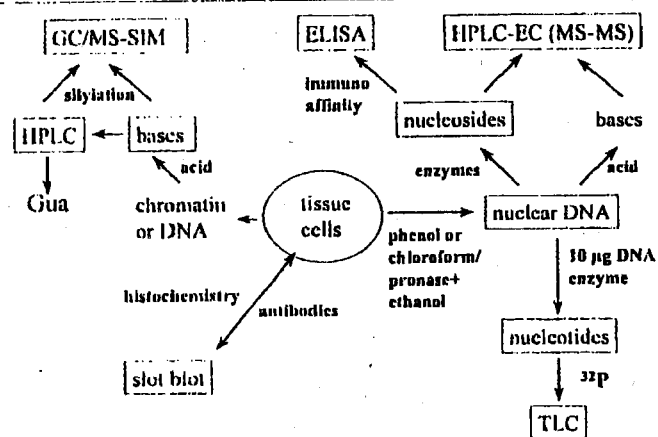 GC/MS-SIM
ELISA
HPLC-EC (MS-MS)
silylation
immuno
affinity
HPLC
bases
nucleosides
bases
acid
enzymes
acid
Gua
chromatin
or DNA
tissue
cells
nuclear DNA
phenol or
chloroform/
pronase+
ethanol
10 µg DNA
enzyme
histochemistry
antibodies
nucleotides
slot blot
32P
TLC